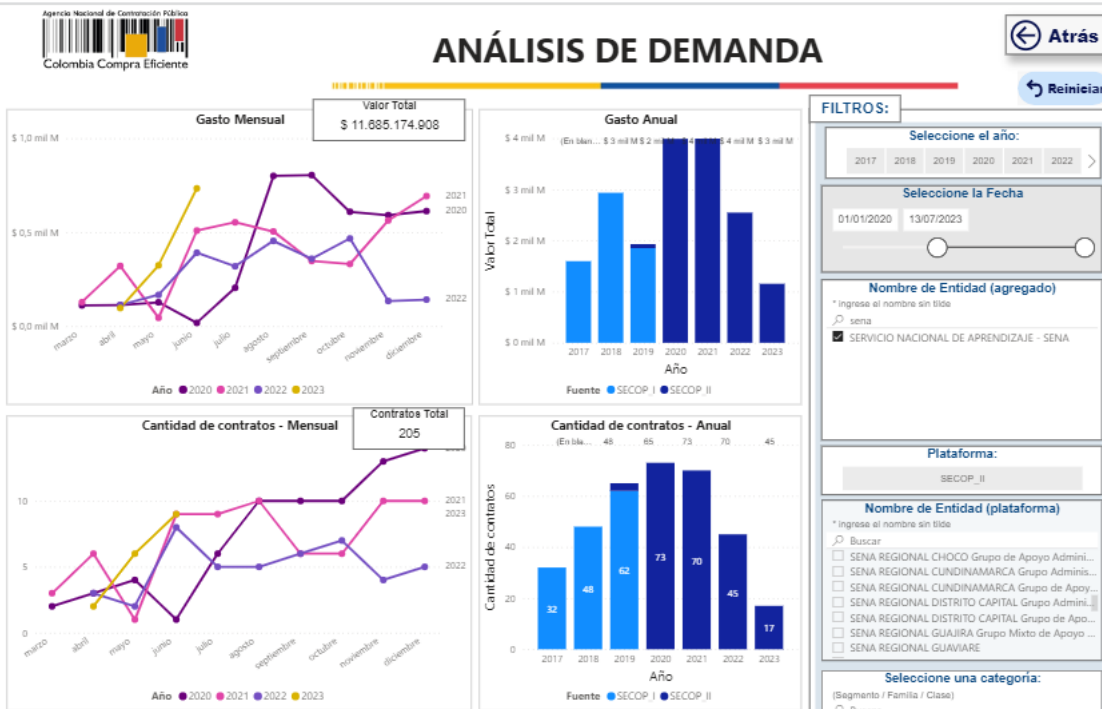 Agencia Nacional de Contratación Pública
Colombia Compra Eficiente
ANÁLISIS DE DEMANDA
Atrás
Reiniciar
Gasto Mensual
Valor Total
$ 11.685.174.908
$ 1,0 mil M
$ 0,5 mil M
$ 0,0 mil M
2021
2020
2022
marzo abril mayo junio julio agosto septiembre octubre noviembre diciembre
Año 2020 2021 2022 2023
Gasto Anual
(En blan... $ 3 mil M $ 2 $ 4 mil M $ 3 mil M
$ 4 mil M
$ 3 mil M
$ 2 mil M
$ 1 mil M
$ 0 mil M
Valor Total
2017 2018 2019 2020 2021 2022 2023
Año
Fuente SECOP_I SECOP_II
Cantidad de contratos - Mensual
Contratos Total
205
10
5
0
2021
2023
2022
marzo abril mayo junio julio agosto septiembre octubre noviembre diciembre
Año 2020 2021 2022 2023
Cantidad de contratos - Anual
(En bla... 48 65 73 70 45
80
60
40
20
0
Cantidad de contratos
32 48 62 73 70 45 17
2017 2018 2019 2020 2021 2022 2023
Año
Fuente SECOP_I SECOP_II
FILTROS:
Seleccione el año:
2017 2018 2019 2020 2021 2022
Seleccione la Fecha
01/01/2020 13/07/2023
Nombre de Entidad (agregado)
* Ingrese el nombre sin tilde
sena
SERVICIO NACIONAL DE APRENDIZAJE - SENA
Plataforma:
SECOP_II
Nombre de Entidad (plataforma)
* Ingrese el nombre sin tilde
Buscar
SENA REGIONAL CHOCO Grupo de Apoyo Admini...
SENA REGIONAL CUNDINAMARCA Grupo Adminis...
SENA REGIONAL CUNDINAMARCA Grupo de Apoy...
SENA REGIONAL DISTRITO CAPITAL Grupo Admini...
SENA REGIONAL DISTRITO CAPITAL Grupo de Apo...
SENA REGIONAL GUAJIRA Grupo Mixto de Apoyo ...
SENA REGIONAL GUAVIARE
Seleccione una categoría:
(Segmento / Familia / Clase)